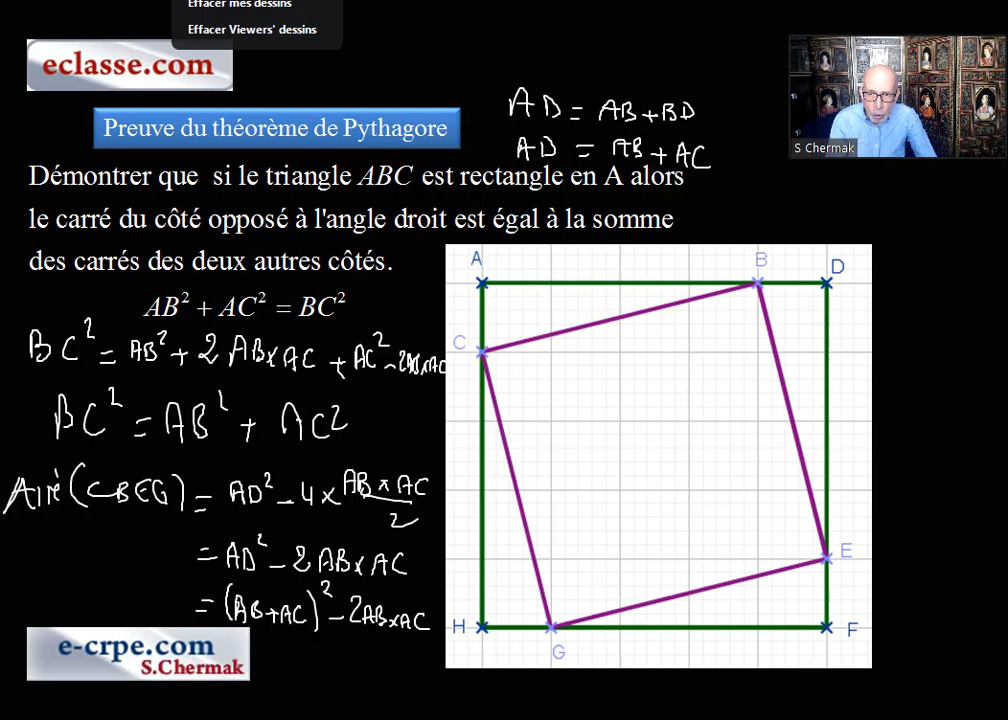 Effacer mes dessins
Effacer Viewers' dessins
eclasse.com
S Chermak
Preuve du théorème de Pythagore
AD = AB + BD
AD = AB + AC
Démontrer que si le triangle ABC est rectangle en A alors
le carré du côté opposé à l'angle droit est égal à la somme
des carrés des deux autres côtés.
AB² + AC² = BC²
BC² = AB² + 2 AB × AC + AC² - 2AB×AC
BC² = AB² + AC2
Aire (CBEG) = AD² - 4 × AB × AC / 2
= AD² - 2 AB × AC
= (AB + AC)² - 2AB×AC
A
B
D
C
E
H
F
G
e-crpe.com
S.Chermak